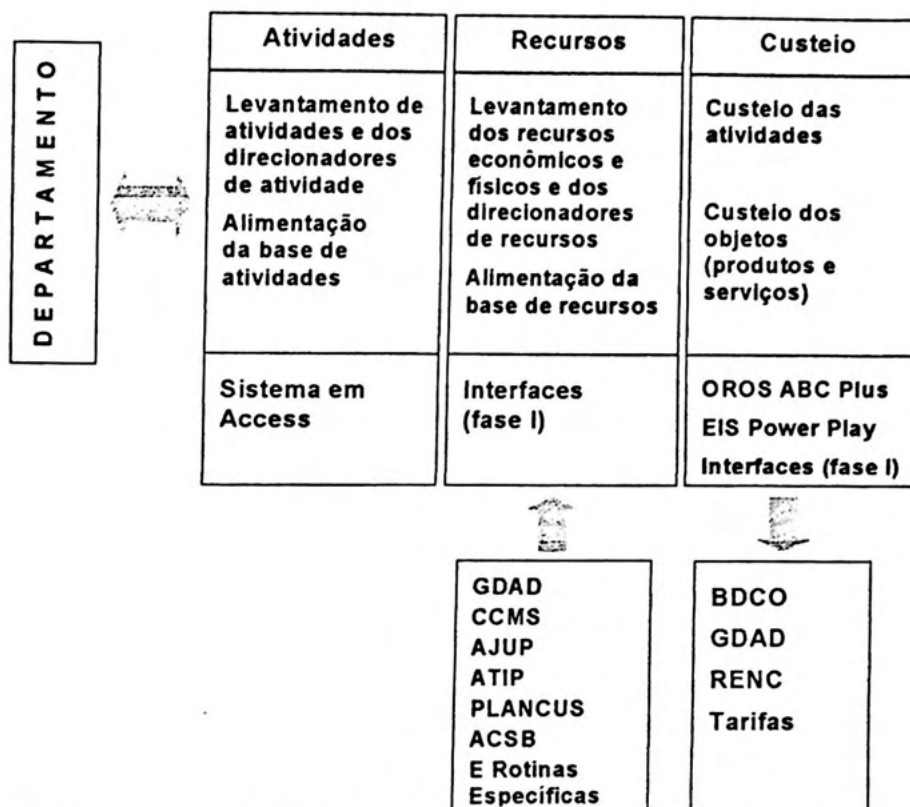 DEPARTAMENTO
Atividades
Levantamento de
atividades e dos
direcionadores
de atividade
Alimentação
da base de
atividades
Sistema em
Access
Recursos
Levantamento
dos recursos
econômicos e
físicos e dos
direcionadores
de recursos
Alimentação da
base de recursos
Interfaces
(fase I)
Custeio
Custeio das
atividades
Custeio dos
objetos
(produtos e
serviços)
OROS ABC Plus
EIS Power Play
Interfaces (fase I)
GDAD
CCMS
AJUP
ATIP
PLANCUS
ACSB
E Rotinas
Específicas
BDCO
GDAD
RENC
Tarifas